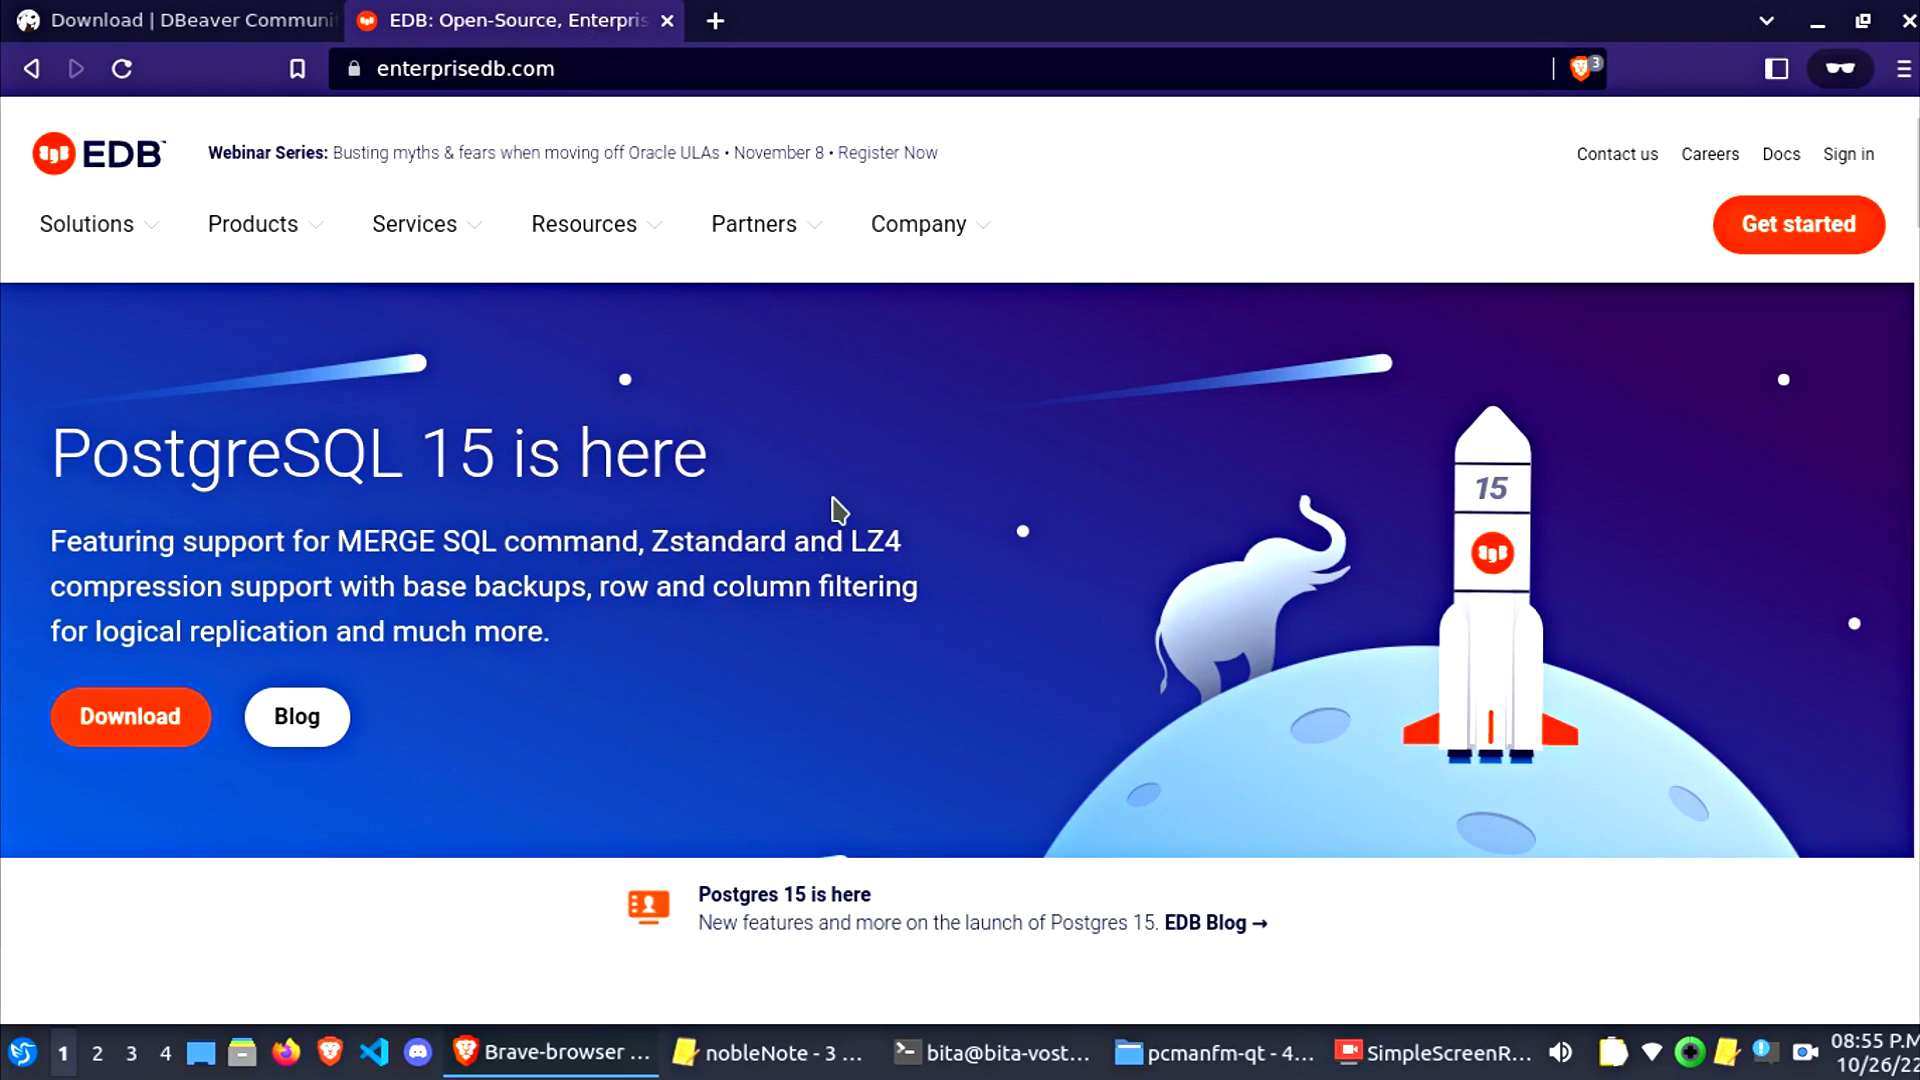 Download | DBeaver Communi
EDB: Open-Source, Enterpris
enterprisedb.com
3
EDB
Webinar Series: Busting myths & fears when moving off Oracle ULAs • November 8 • Register Now
Contact us
Careers
Docs
Sign in
Solutions
Products
Services
Resources
Partners
Company
Get started
15
PostgreSQL 15 is here
Featuring support for MERGE SQL command, Zstandard and LZ4
compression support with base backups, row and column filtering
for logical replication and much more.
Download
Blog
Postgres 15 is here
New features and more on the launch of Postgres 15. EDB Blog →
1
2
3
4
Brave-browser ...
nobleNote - 3 ...
bita@bita-vost...
pcmanfm-qt - 4...
SimpleScreenR...
08:55 P.M
10/26/22